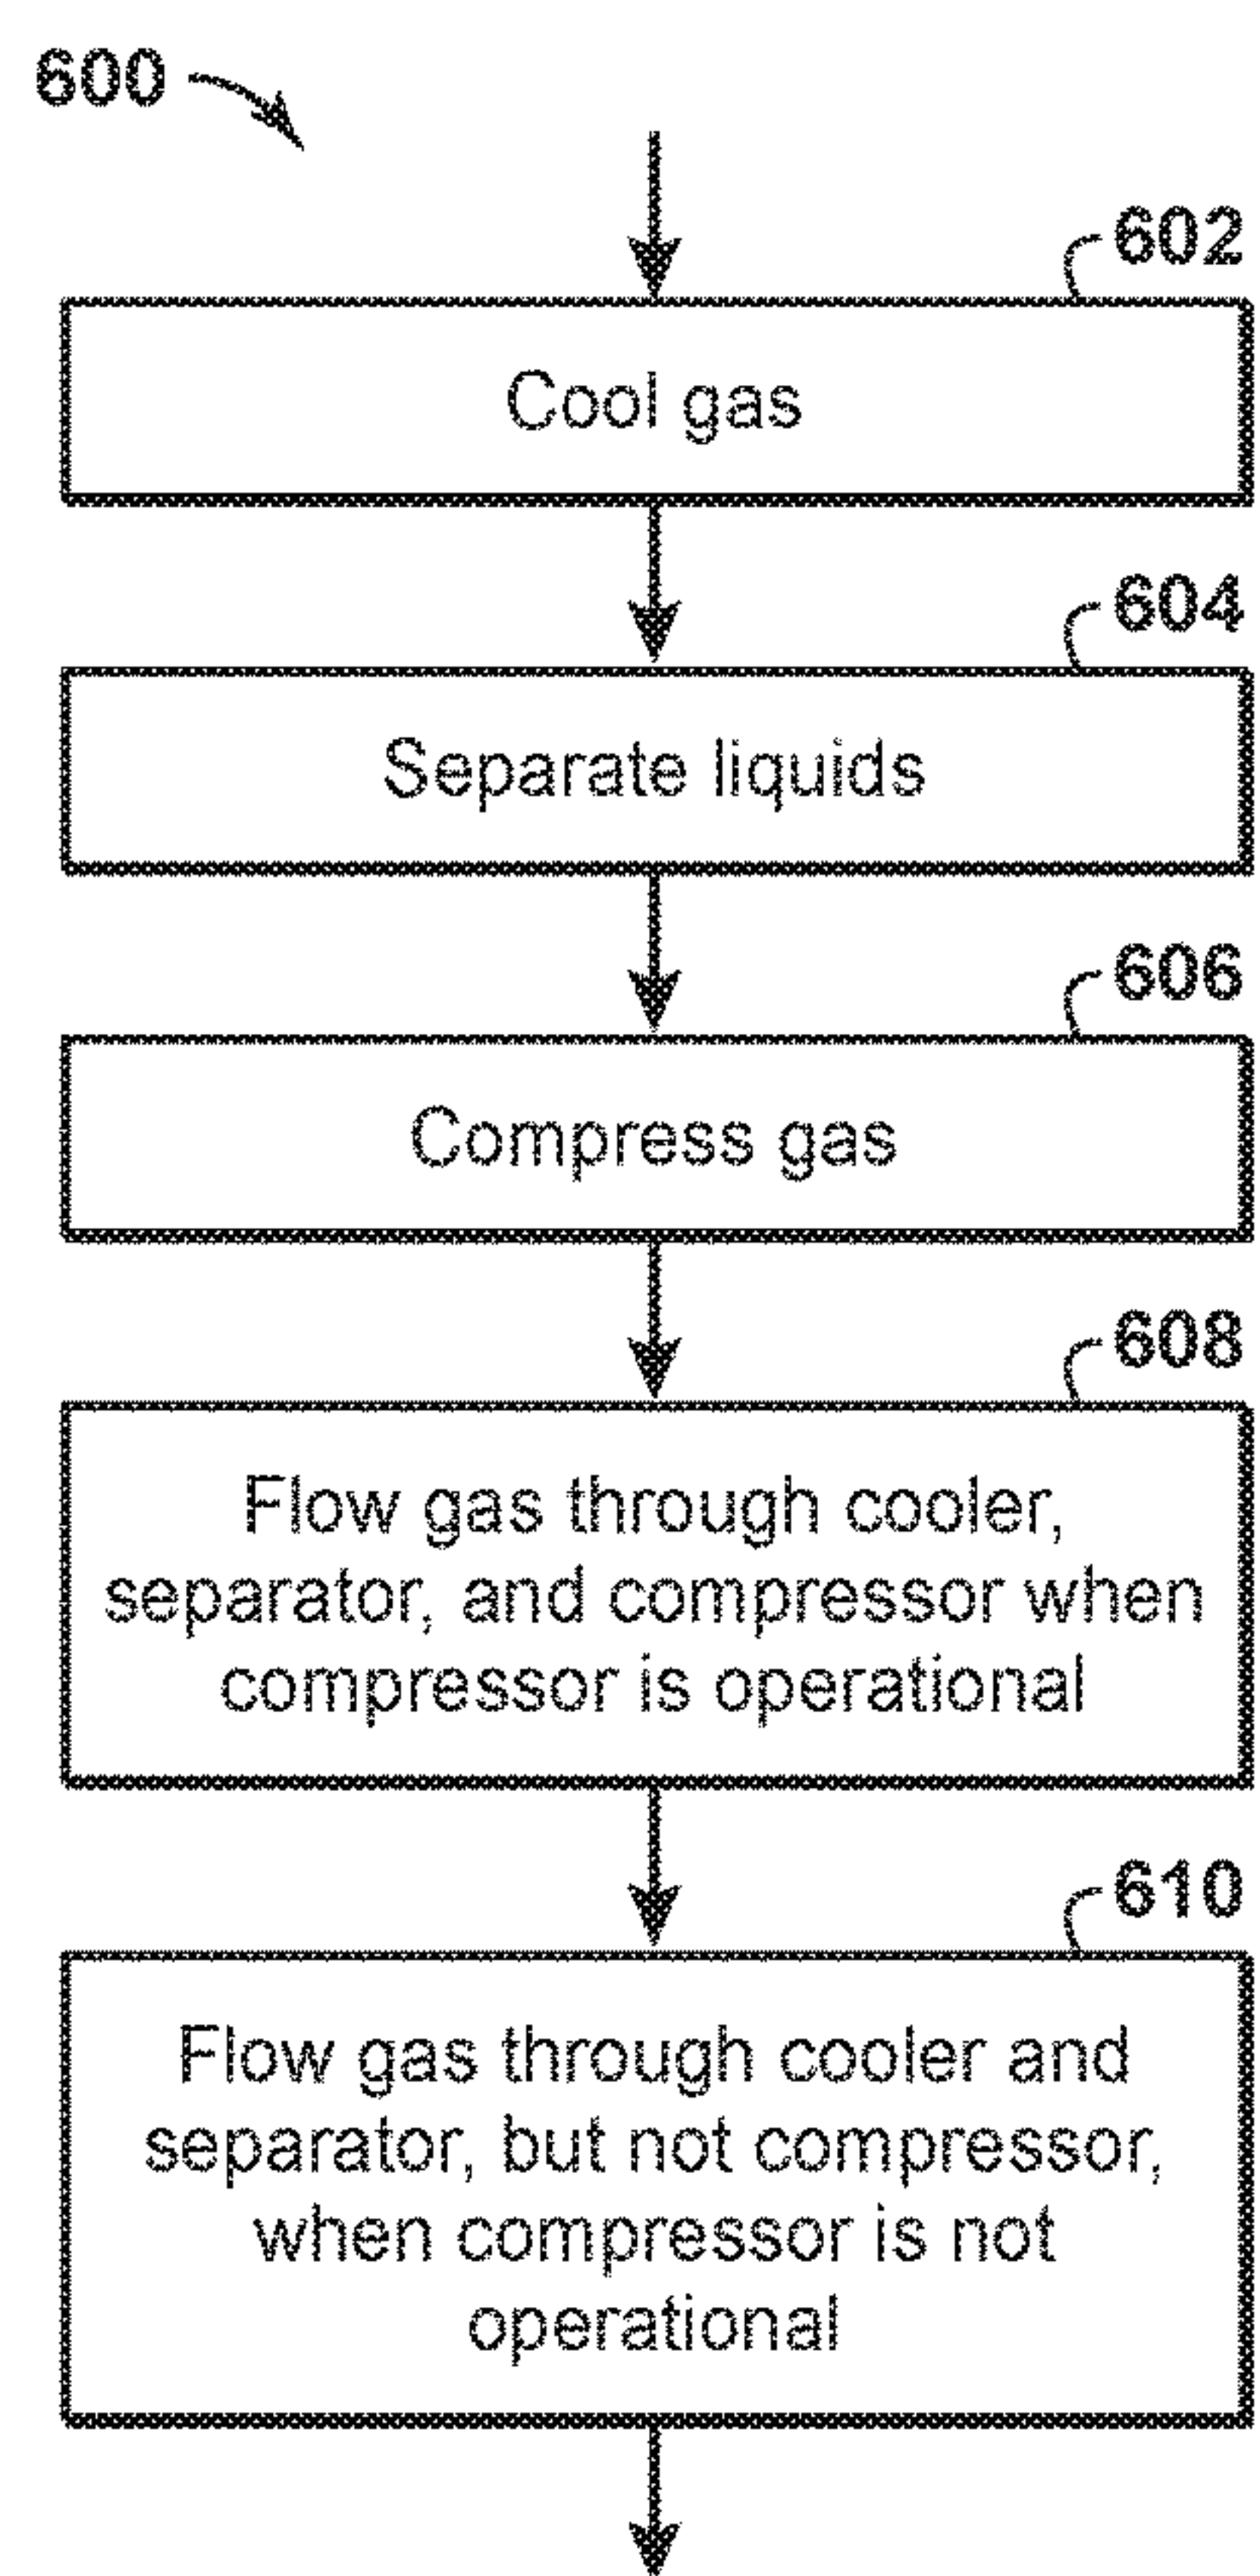 600
602
Cool gas
604
Separate liquids
606
Compress gas
608
Flow gas through cooler,
separator, and compressor when
compressor is operational
610
Flow gas through cooler and
separator, but not compressor,
when compressor is not
operational